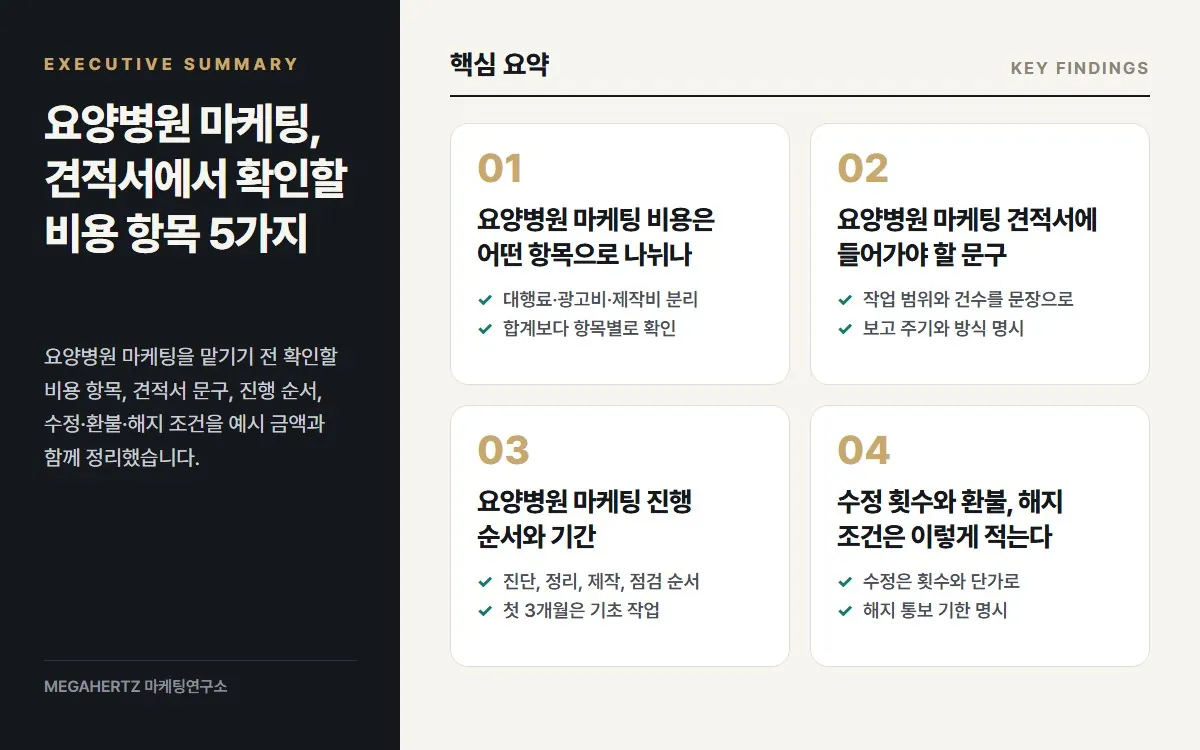 EXECUTIVE SUMMARY
요양병원 마케팅,
견적서에서 확인할
비용 항목 5가지
요양병원 마케팅을 맡기기 전 확인할
비용 항목, 견적서 문구, 진행 순서,
수정·환불·해지 조건을 예시 금액과
함께 정리했습니다.
MEGAHERTZ 마케팅연구소
핵심 요약
KEY FINDINGS
01
요양병원 마케팅 비용은
어떤 항목으로 나뉘나
대행료·광고비·제작비 분리
합계보다 항목별로 확인
02
요양병원 마케팅 견적서에
들어가야 할 문구
작업 범위와 건수를 문장으로
보고 주기와 방식 명시
03
요양병원 마케팅 진행
순서와 기간
진단, 정리, 제작, 점검 순서
첫 3개월은 기초 작업
04
수정 횟수와 환불, 해지
조건은 이렇게 적는다
수정은 횟수와 단가로
해지 통보 기한 명시